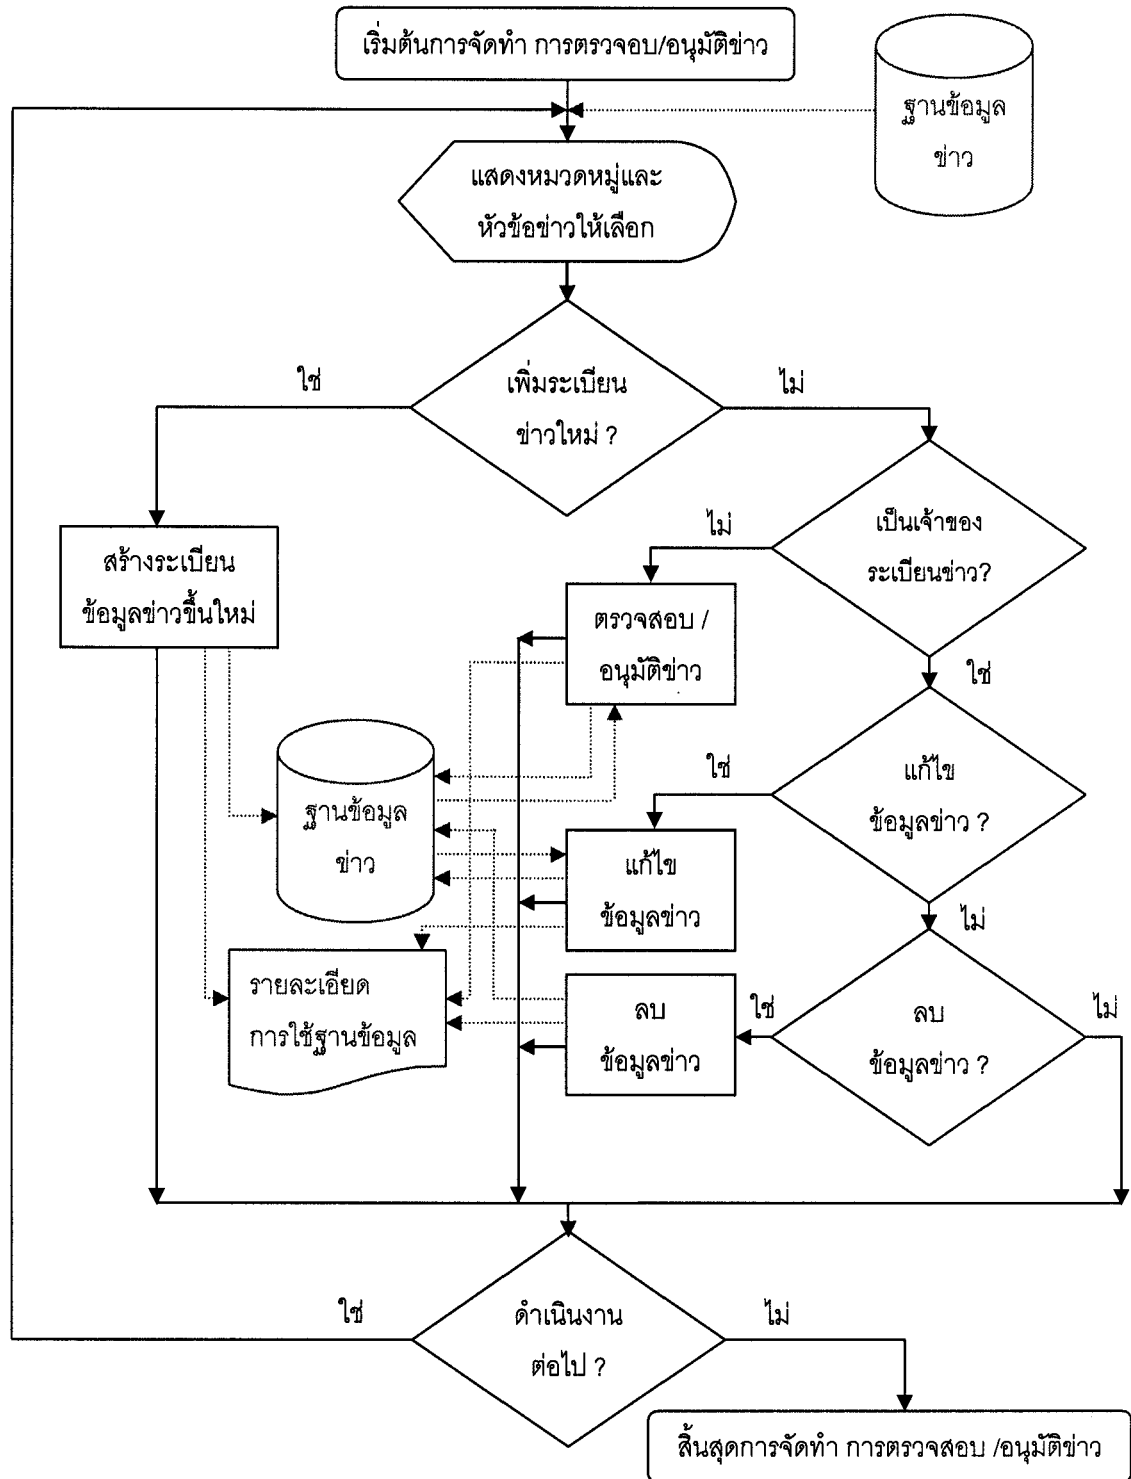 เริ่มต้นการจัดทำ การตรวจอบ/อนุมัติข่าว
ฐานข้อมูล
ข่าว
แสดงหมวดหมู่และ
หัวข้อข่าวให้เลือก
ใช่
เพิ่มระเบียน
ข่าวใหม่ ?
ไม่
เป็นเจ้าของ
ระเบียนข่าว?
ไม่
ใช่
สร้างระเบียน
ข้อมูลข่าวขึ้นใหม่
ตรวจสอบ /
อนุมัติข่าว
ใช่
แก้ไข
ข้อมูลข่าว ?
ไม่
ฐานข้อมูล
ข่าว
แก้ไข
ข้อมูลข่าว
รายละเอียด
การใช้ฐานข้อมูล
ลบ
ข้อมูลข่าว
ใช่
ลบ
ข้อมูลข่าว ?
ไม่
ใช่
ดำเนินงาน
ต่อไป ?
ไม่
สิ้นสุดการจัดทำ การตรวจสอบ /อนุมัติข่าว